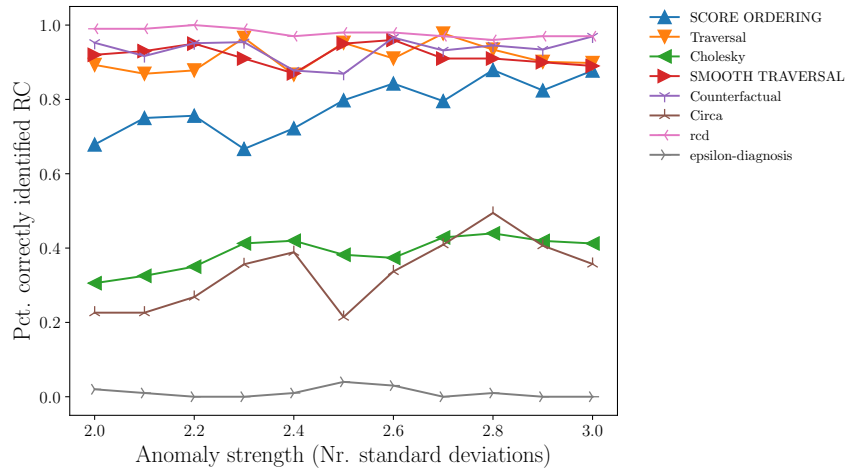 1.0
0.8
0.6
0.4
0.2
0.0
Pct. correctly identified RC
2.0 2.2 2.4 2.6 2.8 3.0
Anomaly strength (Nr. standard deviations)
SCORE ORDERING
Traversal
Cholesky
SMOOTH TRAVERSAL
Counterfactual
Circa
rcd
epsilon-diagnosis